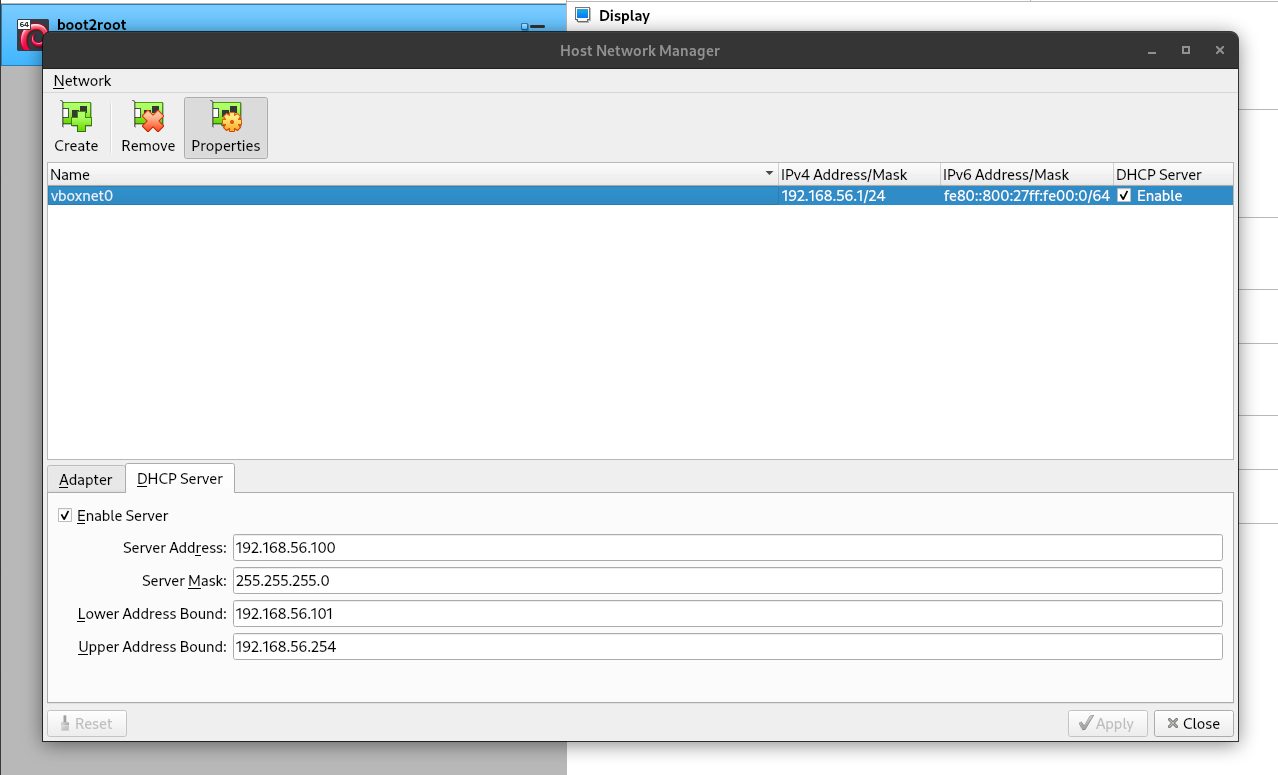 64
boot2root
Display
Host Network Manager
Network
Create
Remove
Properties
Name
IPv4 Address/Mask
IPv6 Address/Mask
DHCP Server
vboxnet0
192.168.56.1/24
fe80::800:27ff:fe00:0/64
Enable
Adapter
DHCP Server
Enable Server
Server Address: 192.168.56.100
Server Mask: 255.255.255.0
Lower Address Bound: 192.168.56.101
Upper Address Bound: 192.168.56.254
Reset
Apply
Close